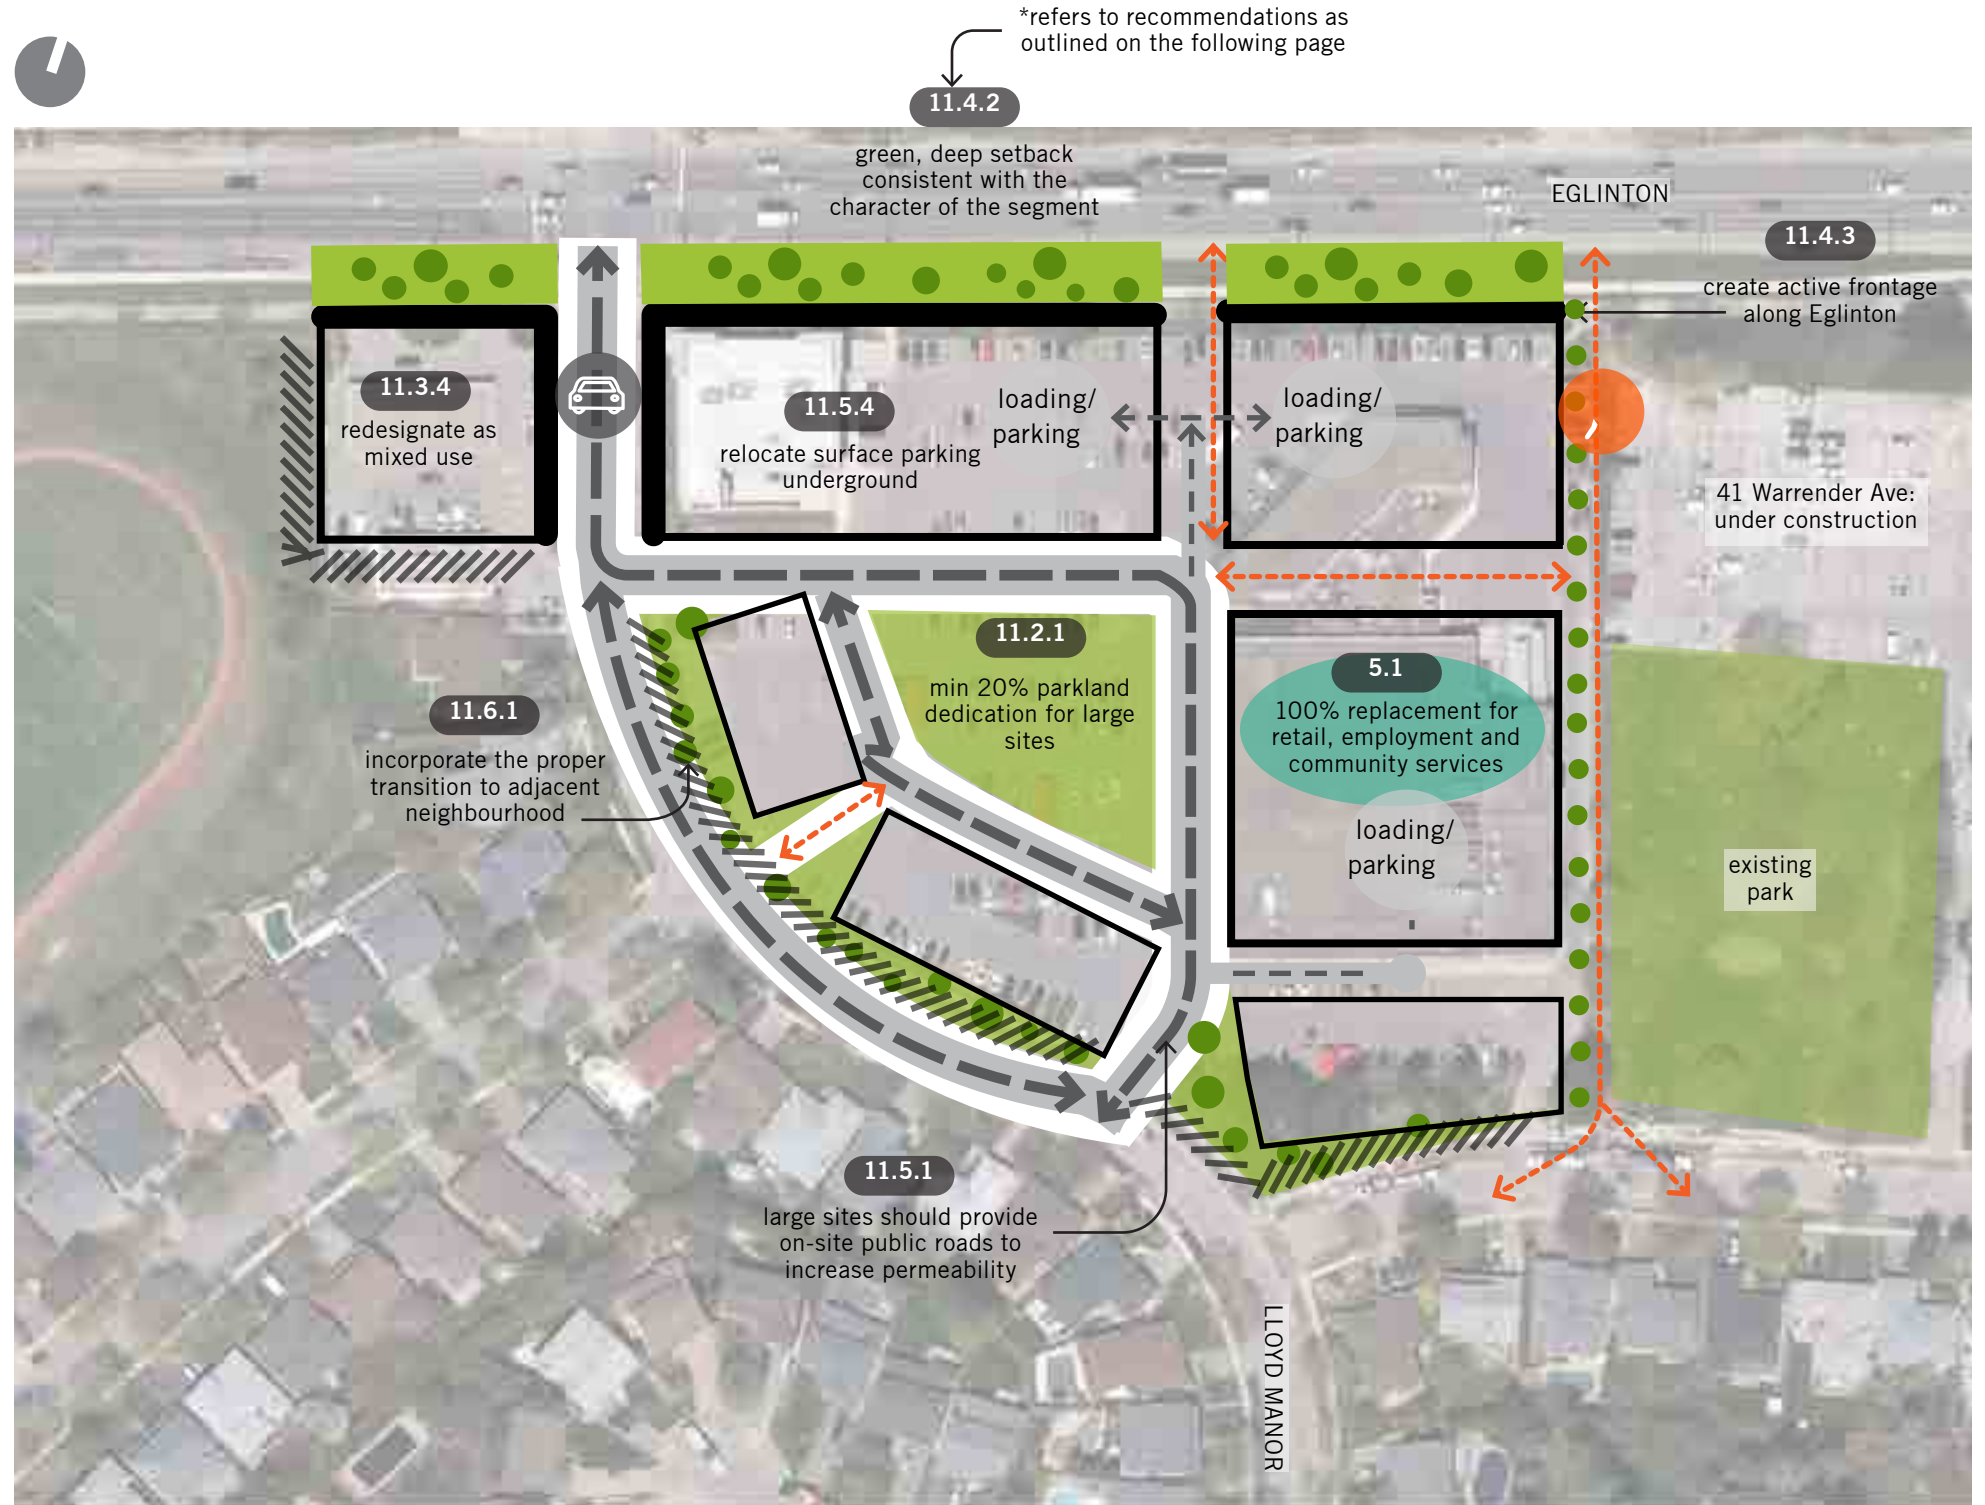 *refers to recommendations as
outlined on the following page
11.4.2
green, deep setback
consistent with the
character of the segment
EGLINTON
11.4.3
create active frontage
along Eglinton
11.3.4
redesignate as
mixed use
11.5.4
relocate surface parking
underground
loading/
parking
loading/
parking
41 Warrender Ave:
under construction
11.2.1
min 20% parkland
dedication for large
sites
5.1
100% replacement for
retail, employment and
community services
loading/
parking
11.6.1
incorporate the proper
transition to adjacent
neighbourhood
existing
park
11.5.1
large sites should provide
on-site public roads to
increase permeability
LLOYD MANOR